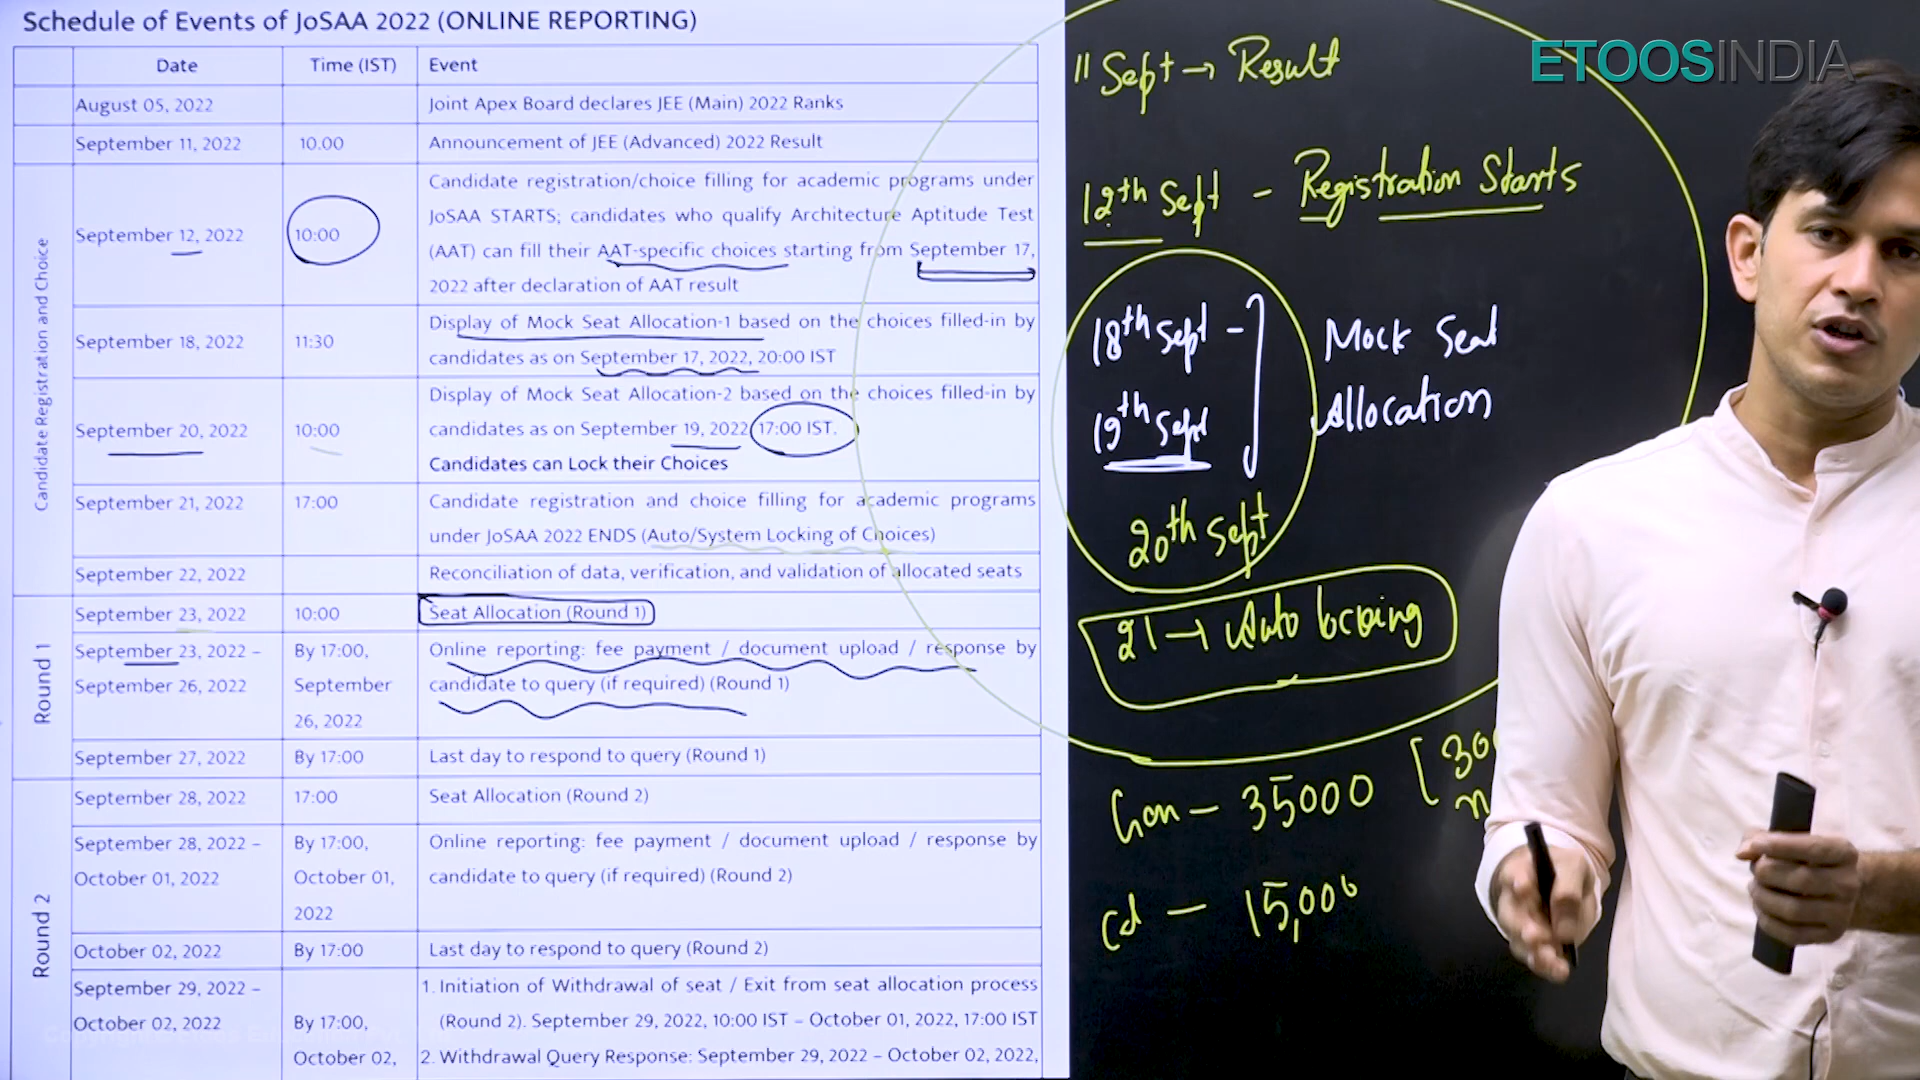 Schedule of Events of JoSAA 2022 (ONLINE REPORTING)
Date Time (IST) Event
August 05, 2022 Joint Apex Board declares JEE (Main) 2022 Ranks
September 11, 2022 10.00 Announcement of JEE (Advanced) 2022 Result
Candidate Registration and Choice
September 12, 2022 10:00 Candidate registration/choice filling for academic programs under
JoSAA STARTS; candidates who qualify Architecture Aptitude Test
(AAT) can fill their AAT-specific choices starting from September 17,
2022 after declaration of AAT result
September 18, 2022 11:30 Display of Mock Seat Allocation-1 based on the choices filled-in by
candidates as on September 17, 2022, 20:00 IST
September 20, 2022 10:00 Display of Mock Seat Allocation-2 based on the choices filled-in by
candidates as on September 19, 2022 17:00 IST.
Candidates can Lock their Choices
September 21, 2022 17:00 Candidate registration and choice filling for academic programs
under JoSAA 2022 ENDS (Auto/System Locking of Choices)
September 22, 2022 Reconciliation of data, verification, and validation of allocated seats
Round 1
September 23, 2022 10:00 Seat Allocation (Round 1)
September 23, 2022 – By 17:00, Online reporting: fee payment / document upload / response by
September 26, 2022 September candidate to query (if required) (Round 1)
26, 2022
September 27, 2022 By 17:00 Last day to respond to query (Round 1)
Round 2
September 28, 2022 17:00 Seat Allocation (Round 2)
September 28, 2022 – By 17:00, Online reporting: fee payment / document upload / response by
October 01, 2022 October 01, candidate to query (if required) (Round 2)
2022
October 02, 2022 By 17:00 Last day to respond to query (Round 2)
September 29, 2022 – 1. Initiation of Withdrawal of seat / Exit from seat allocation process
October 02, 2022 By 17:00, (Round 2). September 29, 2022, 10:00 IST – October 01, 2022, 17:00 IST
October 02, 2. Withdrawal Query Response: September 29, 2022 – October 02, 2022,
ETOOSINDIA
11 Sept → Result
12th Sept - Registration Starts
18th Sept - Mock Seat
19th Sept Allocation
20th Sept
21 → Auto locking
Gen - 35000 [30
cd - 15,000